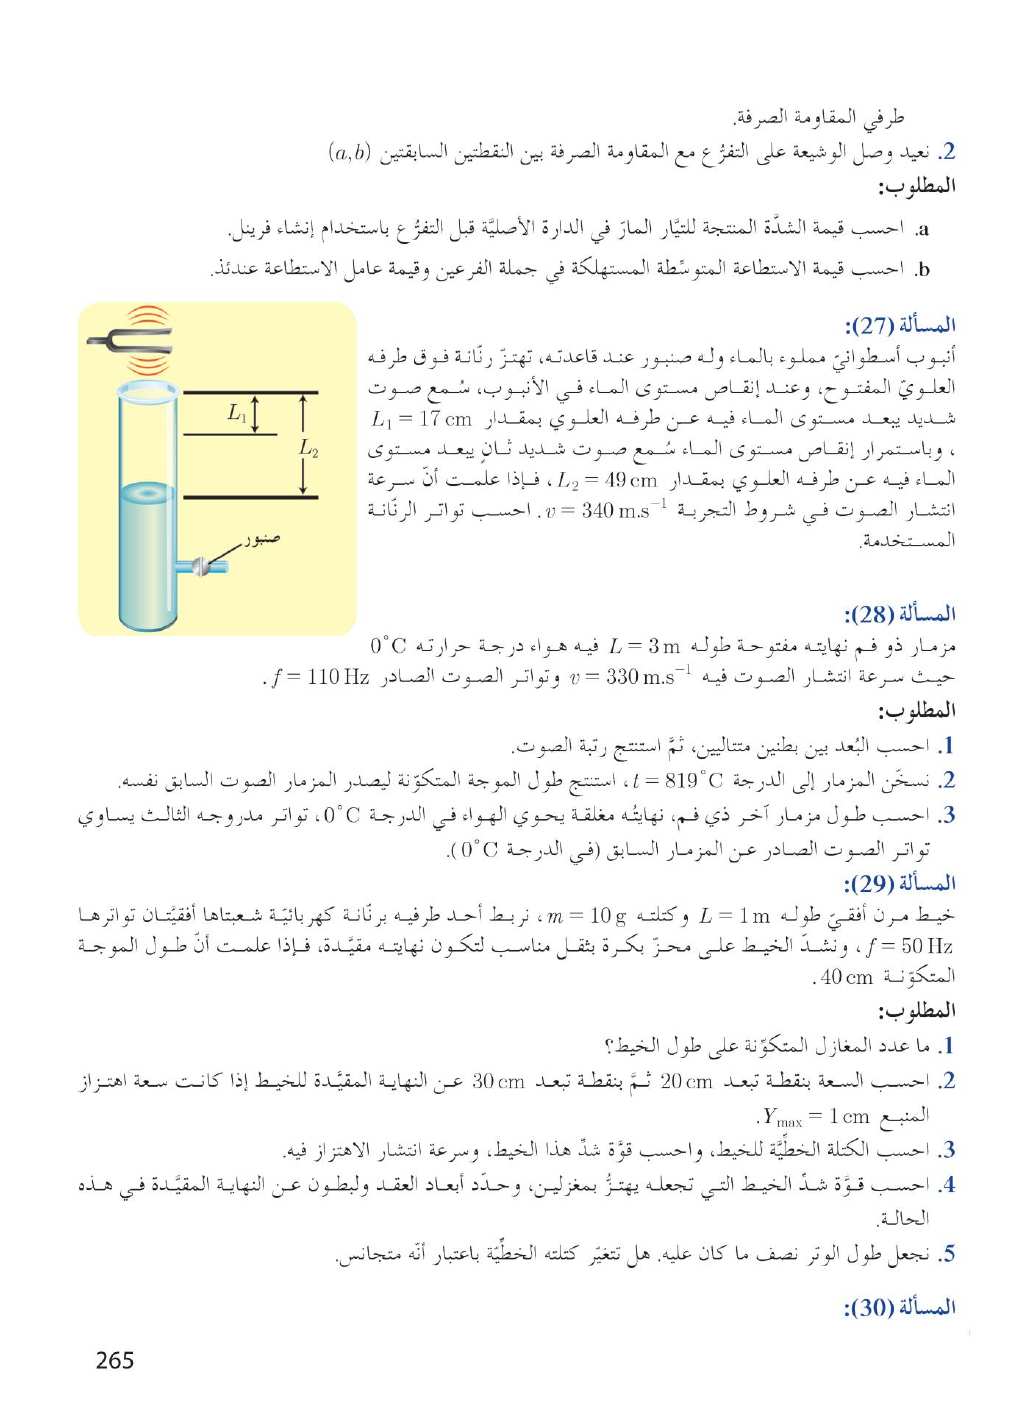 طرفي المقاومة الصرفة.
2. نعيد وصل الوشيعة على التفرُّع مع المقاومة الصرفة بين النقطتين السابقتين (a,b)
المطلوب:
a. احسب قيمة الشدَّة المنتجة للتيَّار المارّ في الدارة الأصليَّة قبل التفرُّع باستخدام إنشاء فرينل.
b. احسب قيمة الاستطاعة المتوسِّطة المستهلكة في جملة الفرعين وقيمة عامل الاستطاعة عندئذ.
المسألة (27):
أنبوب أسطوانيّ مملوء بالماء وله صنبور عند قاعدته، تهتزّ رنّانة فوق طرفه
العلويّ المفتوح، وعند إنقاص مستوى الماء في الأنبوب، سُمع صوت
شديد يبعد مستوى الماء فيه عن طرفه العلوي بمقدار L₁ = 17 cm
، وباستمرار إنقاص مستوى الماء سُمع صوت شديد ثانٍ يبعد مستوى
الماء فيه عن طرفه العلوي بمقدار L₂ = 49 cm، فإذا علمت أنّ سرعة
انتشار الصوت في شروط التجربة v = 340 m.s⁻¹. احسب تواتر الرنّانة
المستخدمة.
L₁
L₂
صنبور
المسألة (28):
مزمار ذو فم نهايته مفتوحة طوله L = 3 m فيه هواء درجة حرارته 0°C
حيث سرعة انتشار الصوت فيه v = 330 m.s⁻¹ وتواتر الصوت الصادر f = 110 Hz.
المطلوب:
1. احسب البُعد بين بطنين متتاليين، ثمَّ استنتج رتبة الصوت.
2. نسخِّن المزمار إلى الدرجة t = 819°C، استنتج طول الموجة المتكوّنة ليصدر المزمار الصوت السابق نفسه.
3. احسب طول مزمار آخر ذي فم، نهايتُه مغلقة يحوي الهواء في الدرجة 0°C، تواتر مدروجه الثالث يساوي
تواتر الصوت الصادر عن المزمار السابق (في الدرجة 0°C).
المسألة (29):
خيط مرن أفقيّ طوله L = 1 m وكتلته m = 10 g، نربط أحد طرفيه برنّانة كهربائيّة شعبتاها أفقيَّتان تواترها
f = 50 Hz، ونشدّ الخيط على محزّ بكرة بثقل مناسب لتكون نهايته مقيَّدة، فإذا علمت أنّ طول الموجة
المتكوّنة 40 cm.
المطلوب:
1. ما عدد المغازل المتكوّنة على طول الخيط؟
2. احسب السعة بنقطة تبعد 20 cm ثمَّ بنقطة تبعد 30 cm عن النهاية المقيَّدة للخيط إذا كانت سعة اهتزاز
المنبع Ymax = 1 cm.
3. احسب الكتلة الخطِّيَّة للخيط، واحسب قوَّة شدِّ هذا الخيط، وسرعة انتشار الاهتزاز فيه.
4. احسب قوَّة شدِّ الخيط التي تجعله يهتزُّ بمغزلين، وحدّد أبعاد العقد ولبطون عن النهاية المقيَّدة في هذه
الحالة.
5. نجعل طول الوتر نصف ما كان عليه. هل تتغيّر كتلته الخطِّيّة باعتبار أنّه متجانس.
المسألة (30):
265